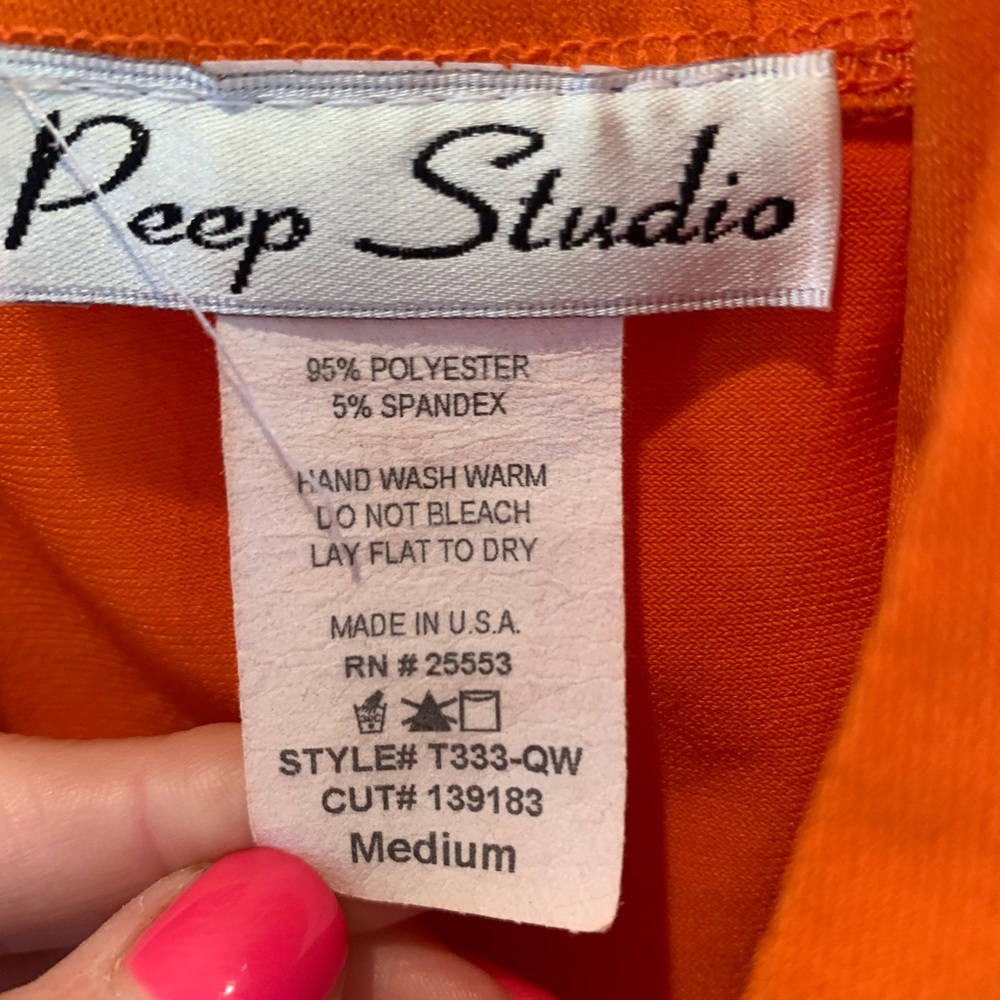 Peep Studio
95% POLYESTER
5% SPANDEX
HAND WASH WARM
DO NOT BLEACH
LAY FLAT TO DRY
MADE IN U.S.A.
RN # 25553
STYLE# T333-QW
CUT# 139183
Medium